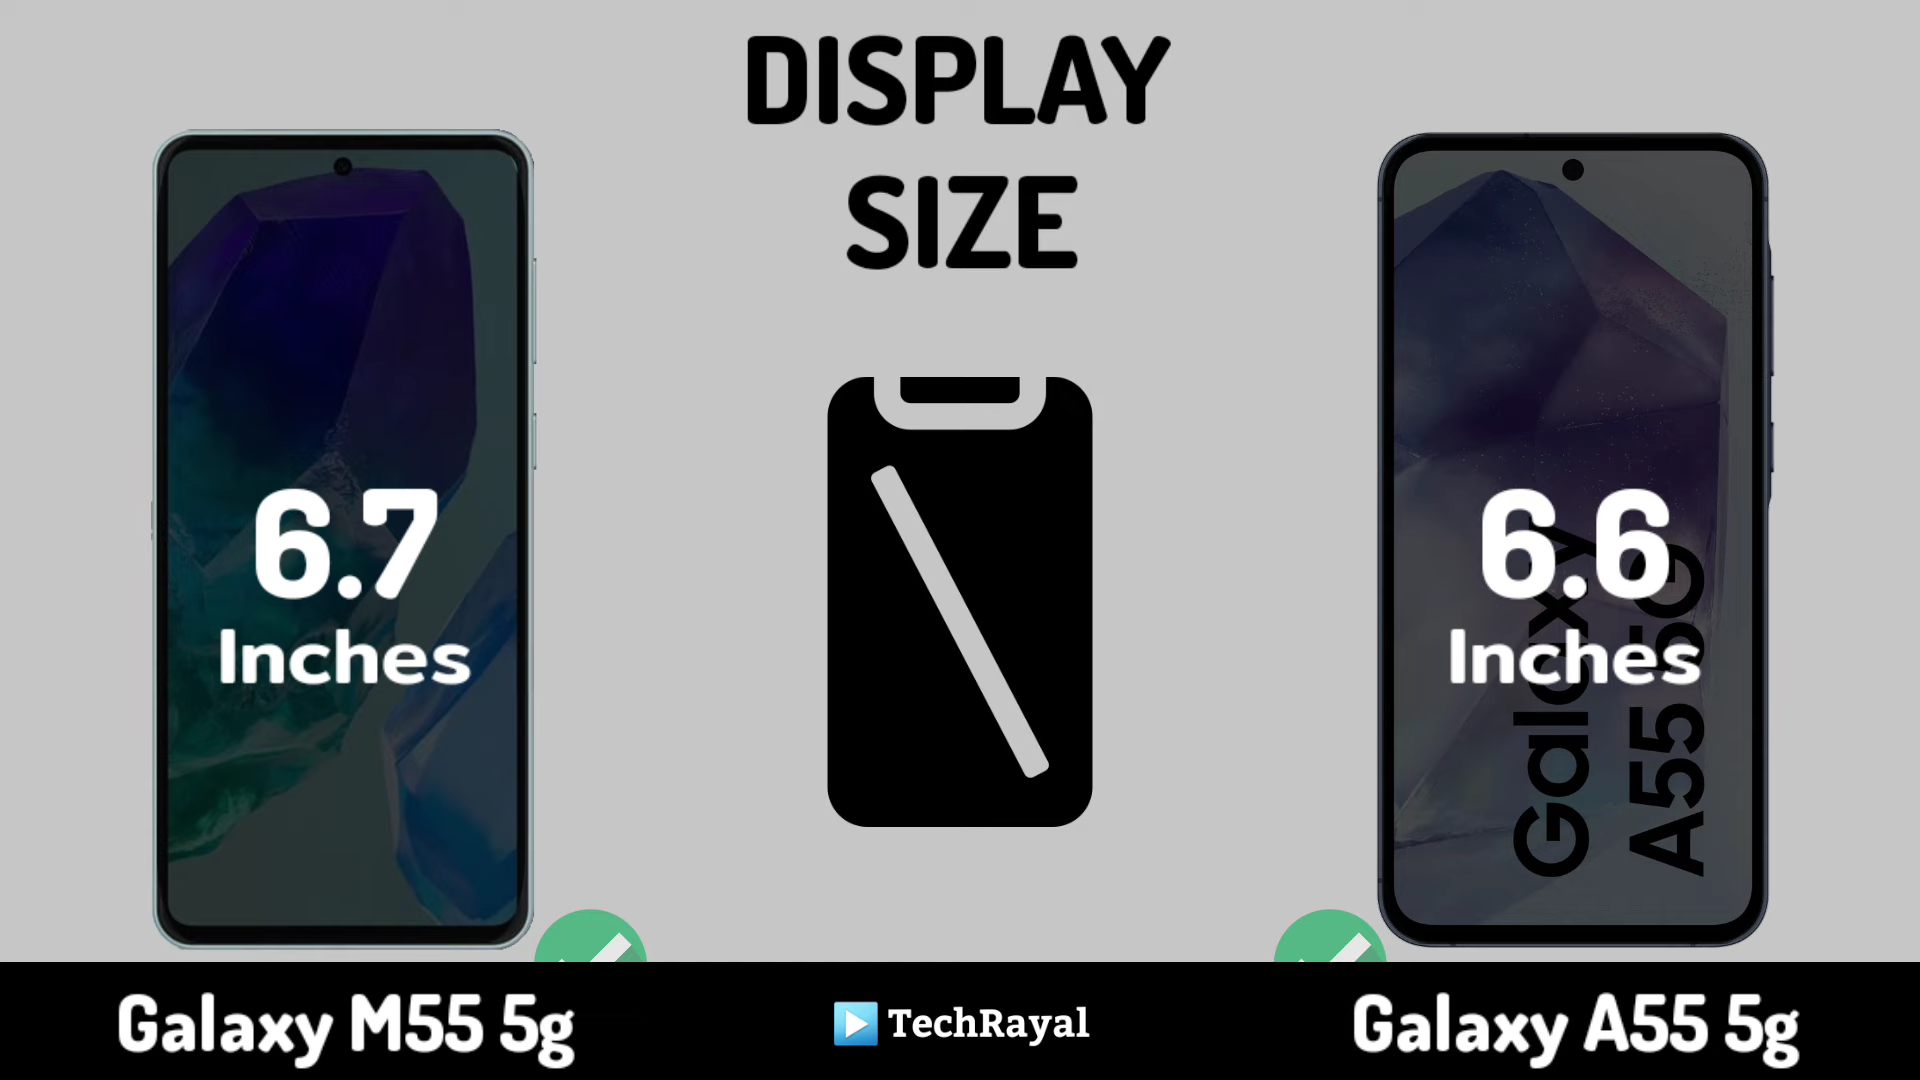 DISPLAY
SIZE
6.7
Inches
6.6
Inches
Galaxy
A55 5G
Galaxy M55 5g
TechRayal
Galaxy A55 5g